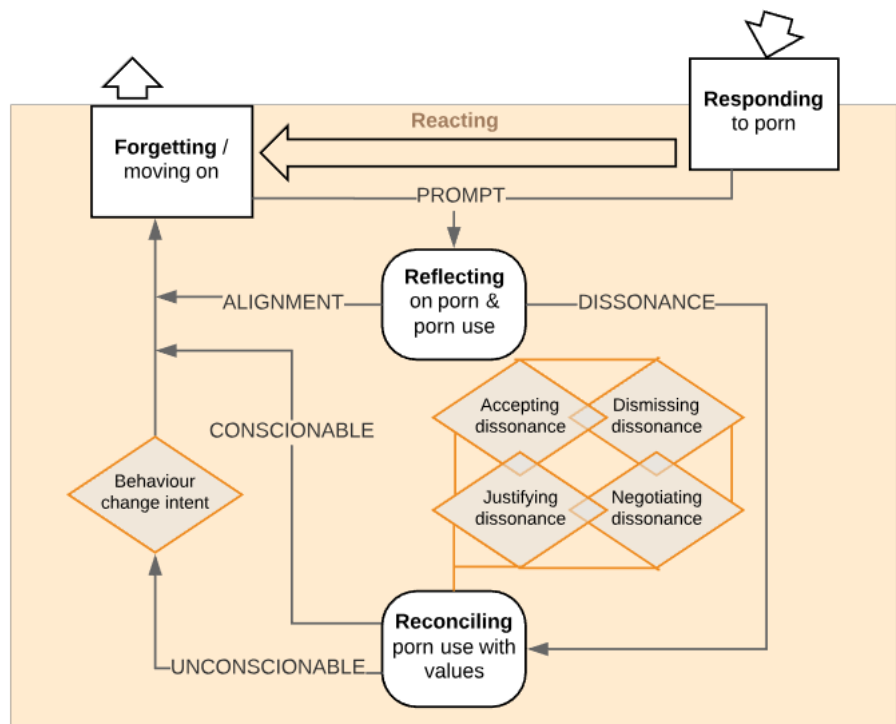 Responding
to porn
Reacting
Forgetting /
moving on
PROMPT
Reflecting
on porn &
porn use
ALIGNMENT
DISSONANCE
Accepting
dissonance
Dismissing
dissonance
CONSCIONABLE
Behaviour
change intent
Justifying
dissonance
Negotiating
dissonance
Reconciling
porn use with
values
UNCONSCIONABLE